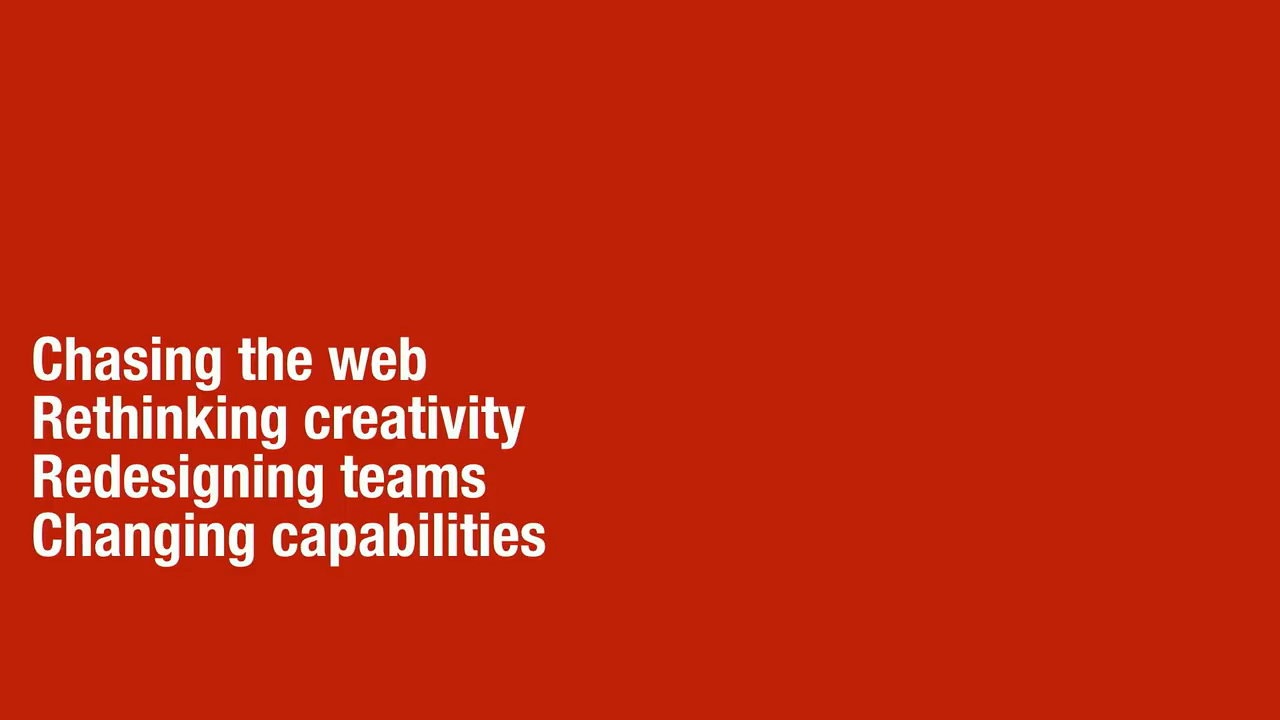 Chasing the web
Rethinking creativity
Redesigning teams
Changing capabilities